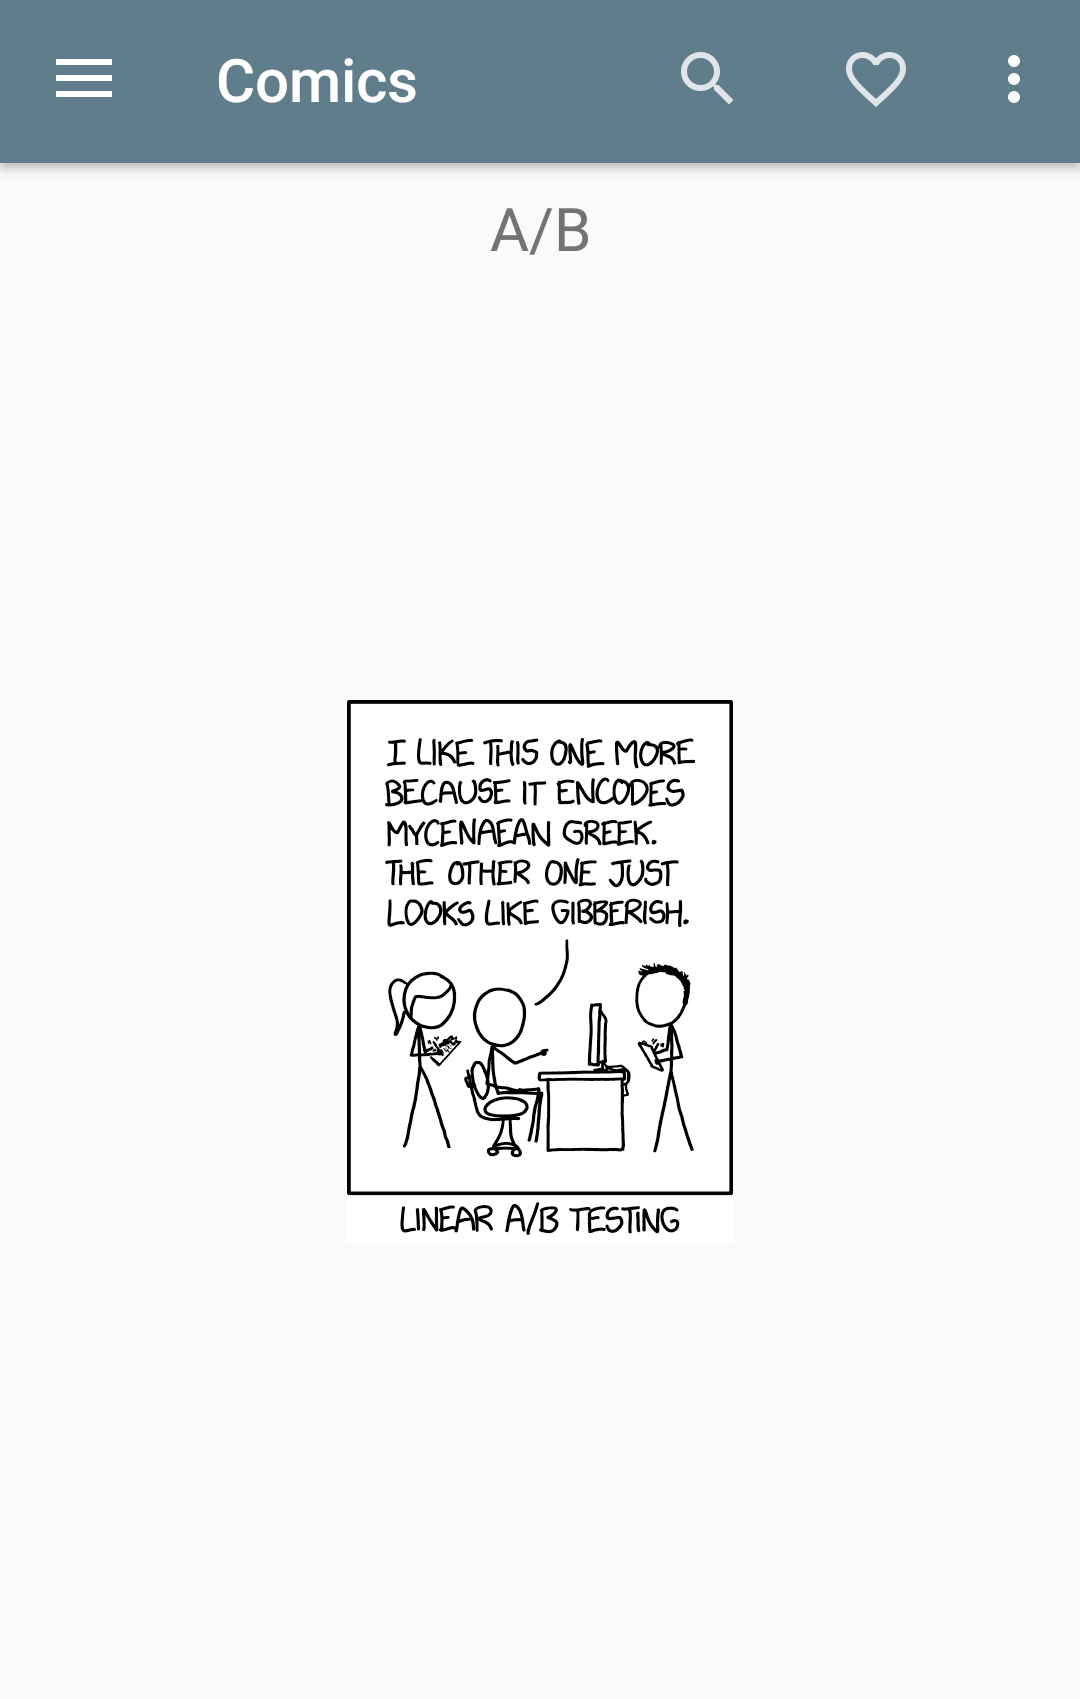 Comics
A/B
I LIKE THIS ONE MORE
BECAUSE IT ENCODES
MYCENAEAN GREEK.
THE OTHER ONE JUST
LOOKS LIKE GIBBERISH.
LINEAR A/B TESTING